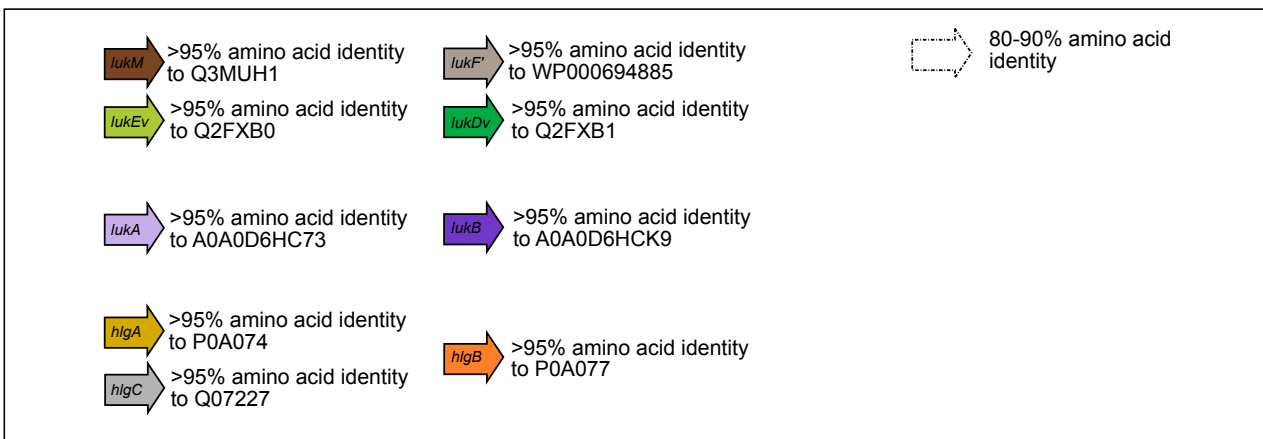 lukM
>95% amino acid identity
to Q3MUH1
lukF'
>95% amino acid identity
to WP000694885
80-90% amino acid
identity
lukEv
>95% amino acid identity
to Q2FXB0
lukDv
>95% amino acid identity
to Q2FXB1
lukA
>95% amino acid identity
to A0A0D6HC73
lukB
>95% amino acid identity
to A0A0D6HCK9
hlgA
>95% amino acid identity
to P0A074
hlgB
>95% amino acid identity
to P0A077
hlgC
>95% amino acid identity
to Q07227